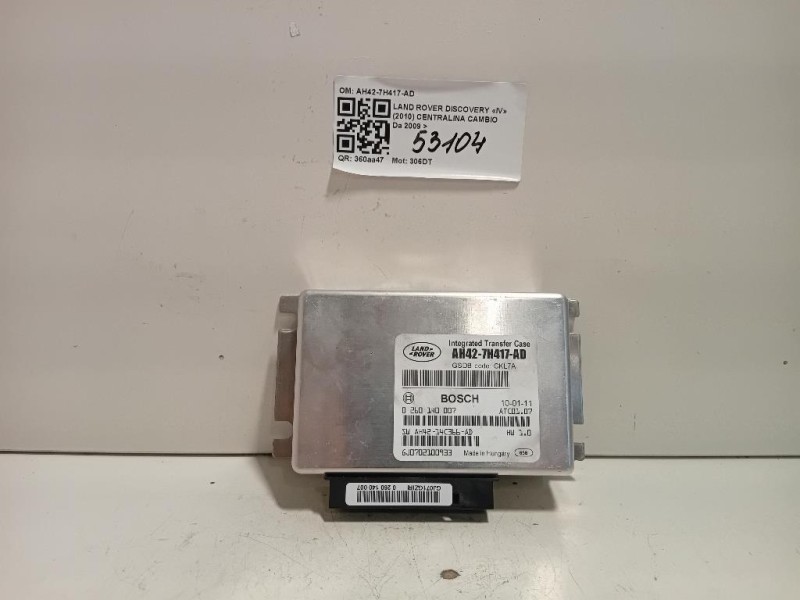 OM: AH42-7H417-AD
LAND ROVER DISCOVERY «IV»
(2010) CENTRALINA CAMBIO
Da 2009 >
53104
QR: 360aa47 Mot: 306DT
LAND
ROVER
Integrated Transfer Case
AH42-7H417-AD
GSDB code: CKL7A
BOSCH 10-01-11
0 260 140 007 ATC01.07
SW AH42-14C366-AD HW 1.0
GJ0702100433 Made in Hungary
0 260 140 007